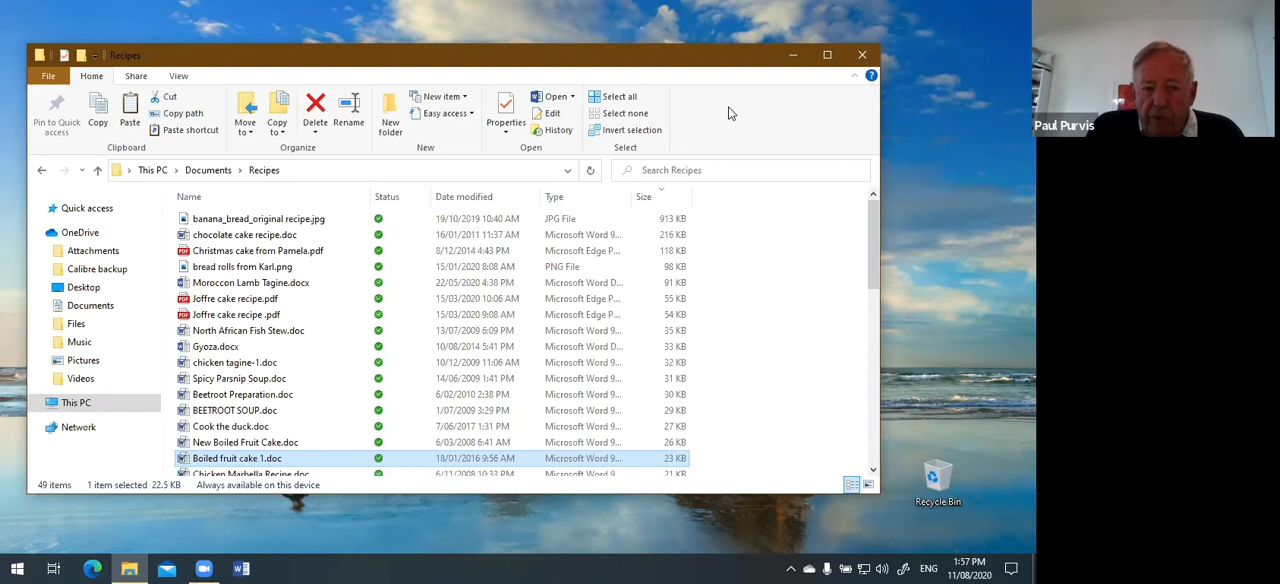 Recipes
File Home Share View
Pin to Quick access
Copy
Paste
Cut
Copy path
Paste shortcut
Clipboard
Move to
Copy to
Delete
Rename
Organize
New folder
New item
Easy access
New
Properties
Open
Edit
History
Open
Select all
Select none
Invert selection
Select
This PC > Documents > Recipes
Search Recipes
Quick access
OneDrive
Attachments
Calibre backup
Desktop
Documents
Files
Music
Pictures
Videos
This PC
Network
Name Status Date modified Type Size
banana_bread_original recipe.jpg 19/10/2019 10:40 AM JPG File 913 KB
chocolate cake recipe.doc 16/01/2011 11:37 AM Microsoft Word 9... 216 KB
Christmas cake from Pamela.pdf 8/12/2014 4:43 PM Microsoft Edge P... 118 KB
bread rolls from Karl.png 15/01/2020 8:08 AM PNG File 98 KB
Moroccon Lamb Tagine.docx 22/05/2020 4:38 PM Microsoft Word D... 91 KB
Joffre cake recipe.pdf 15/03/2020 10:06 AM Microsoft Edge P... 55 KB
Joffre cake recipe .pdf 15/03/2020 9:08 AM Microsoft Edge P... 54 KB
North African Fish Stew.doc 13/07/2009 6:09 PM Microsoft Word 9... 35 KB
Gyoza.docx 10/08/2014 5:41 PM Microsoft Word D... 33 KB
chicken tagine-1.doc 10/12/2009 11:06 AM Microsoft Word 9... 32 KB
Spicy Parsnip Soup.doc 14/06/2009 1:41 PM Microsoft Word 9... 31 KB
Beetroot Preparation.doc 6/02/2010 2:38 PM Microsoft Word 9... 30 KB
BEETROOT SOUP.doc 1/07/2009 3:29 PM Microsoft Word 9... 29 KB
Cook the duck.doc 7/06/2017 1:31 PM Microsoft Word 9... 27 KB
New Boiled Fruit Cake.doc 6/03/2008 6:41 AM Microsoft Word 9... 26 KB
Boiled fruit cake 1.doc 18/01/2016 9:56 AM Microsoft Word 9... 23 KB
Chicken Marbella Recipe.doc 6/11/2008 10:33 PM Microsoft Word 9... 21 KB
49 items 1 item selected 22.5 KB Always available on this device
Recycle Bin
Paul Purvis
ENG
1:57 PM
11/08/2020